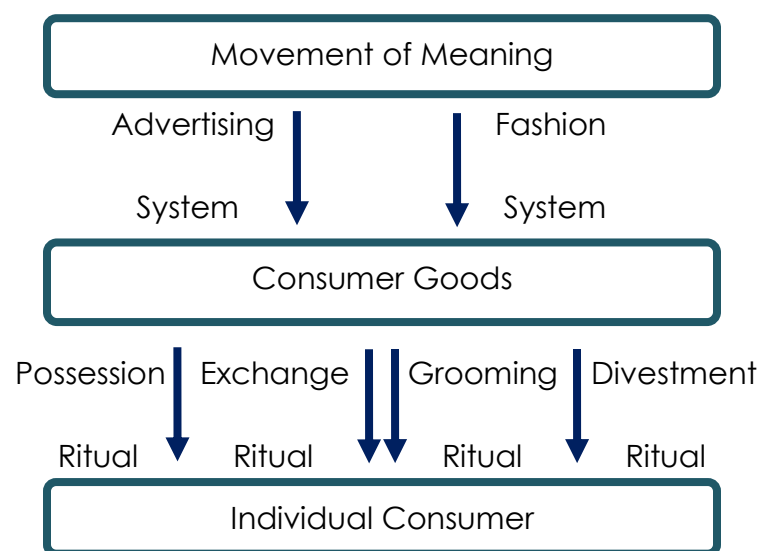 Movement of Meaning
Advertising Fashion
System System
Consumer Goods
Possession Exchange Grooming Divestment
Ritual Ritual Ritual Ritual
Individual Consumer